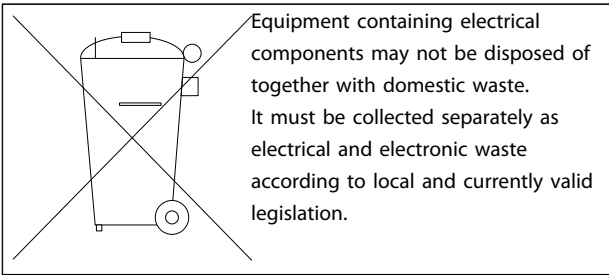 Equipment containing electrical
components may not be disposed of
together with domestic waste.
It must be collected separately as
electrical and electronic waste
according to local and currently valid
legislation.